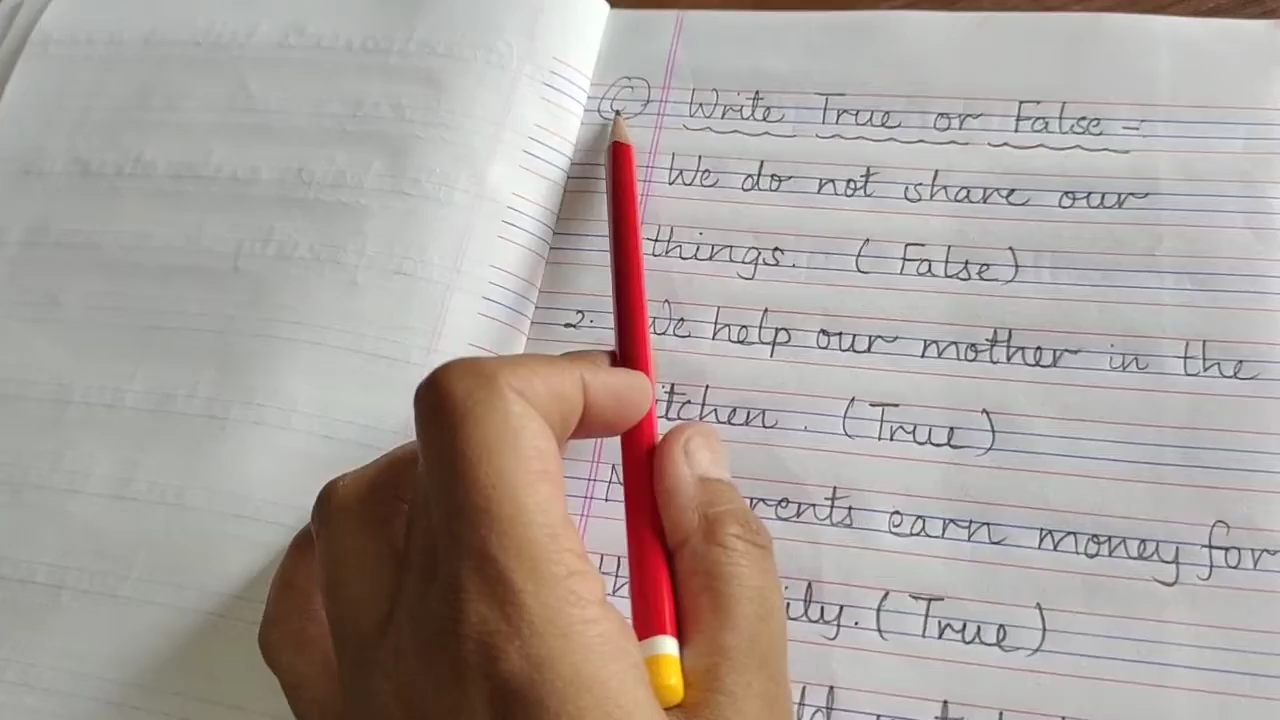 C Write True or False -
We do not share our
things. (False)
2. We help our mother in the
itchen. (True)
rents earn money for
ily. (True)